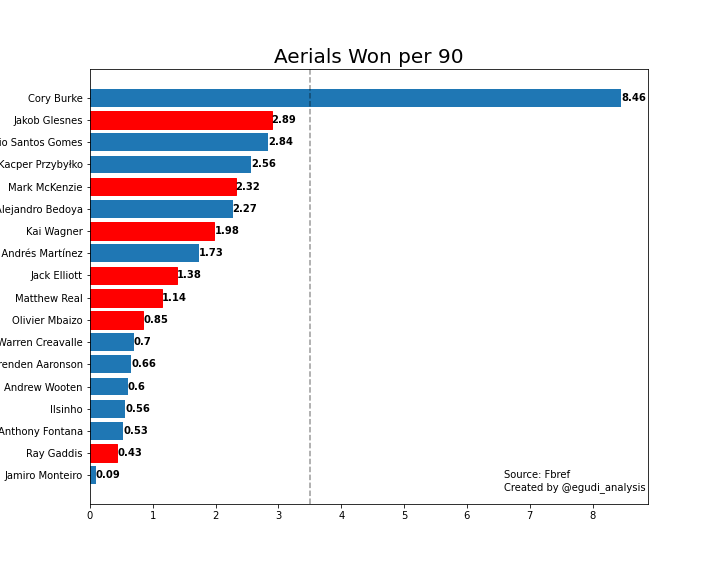 Aerials Won per 90
Cory Burke 8.46
Jakob Glesnes 2.89
io Santos Gomes 2.84
Kacper Przybyłko 2.56
Mark McKenzie 2.32
Alejandro Bedoya 2.27
Kai Wagner 1.98
Andrés Martínez 1.73
Jack Elliott 1.38
Matthew Real 1.14
Olivier Mbaizo 0.85
Warren Creavalle 0.7
renden Aaronson 0.66
Andrew Wooten 0.6
Ilsinho 0.56
Anthony Fontana 0.53
Ray Gaddis 0.43
Jamiro Monteiro 0.09
Source: Fbref
Created by @egudi_analysis
0 1 2 3 4 5 6 7 8